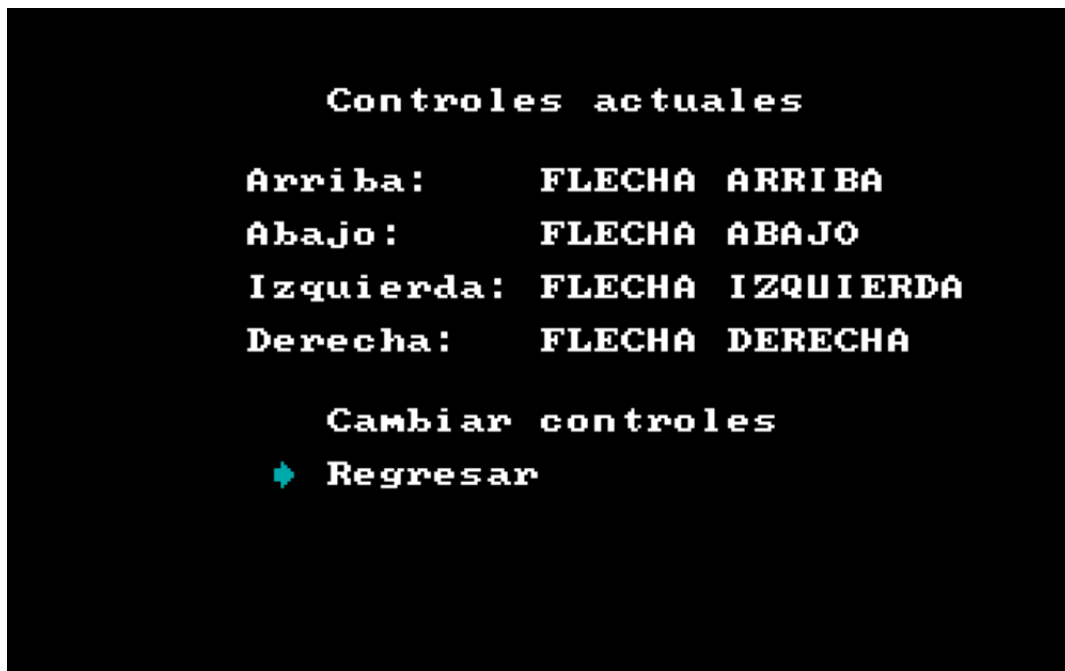 Controles actuales
Arriba: FLECHA ARRIBA
Abajo: FLECHA ABAJO
Izquierda: FLECHA IZQUIERDA
Derecha: FLECHA DERECHA
Cambiar controles
Regresar